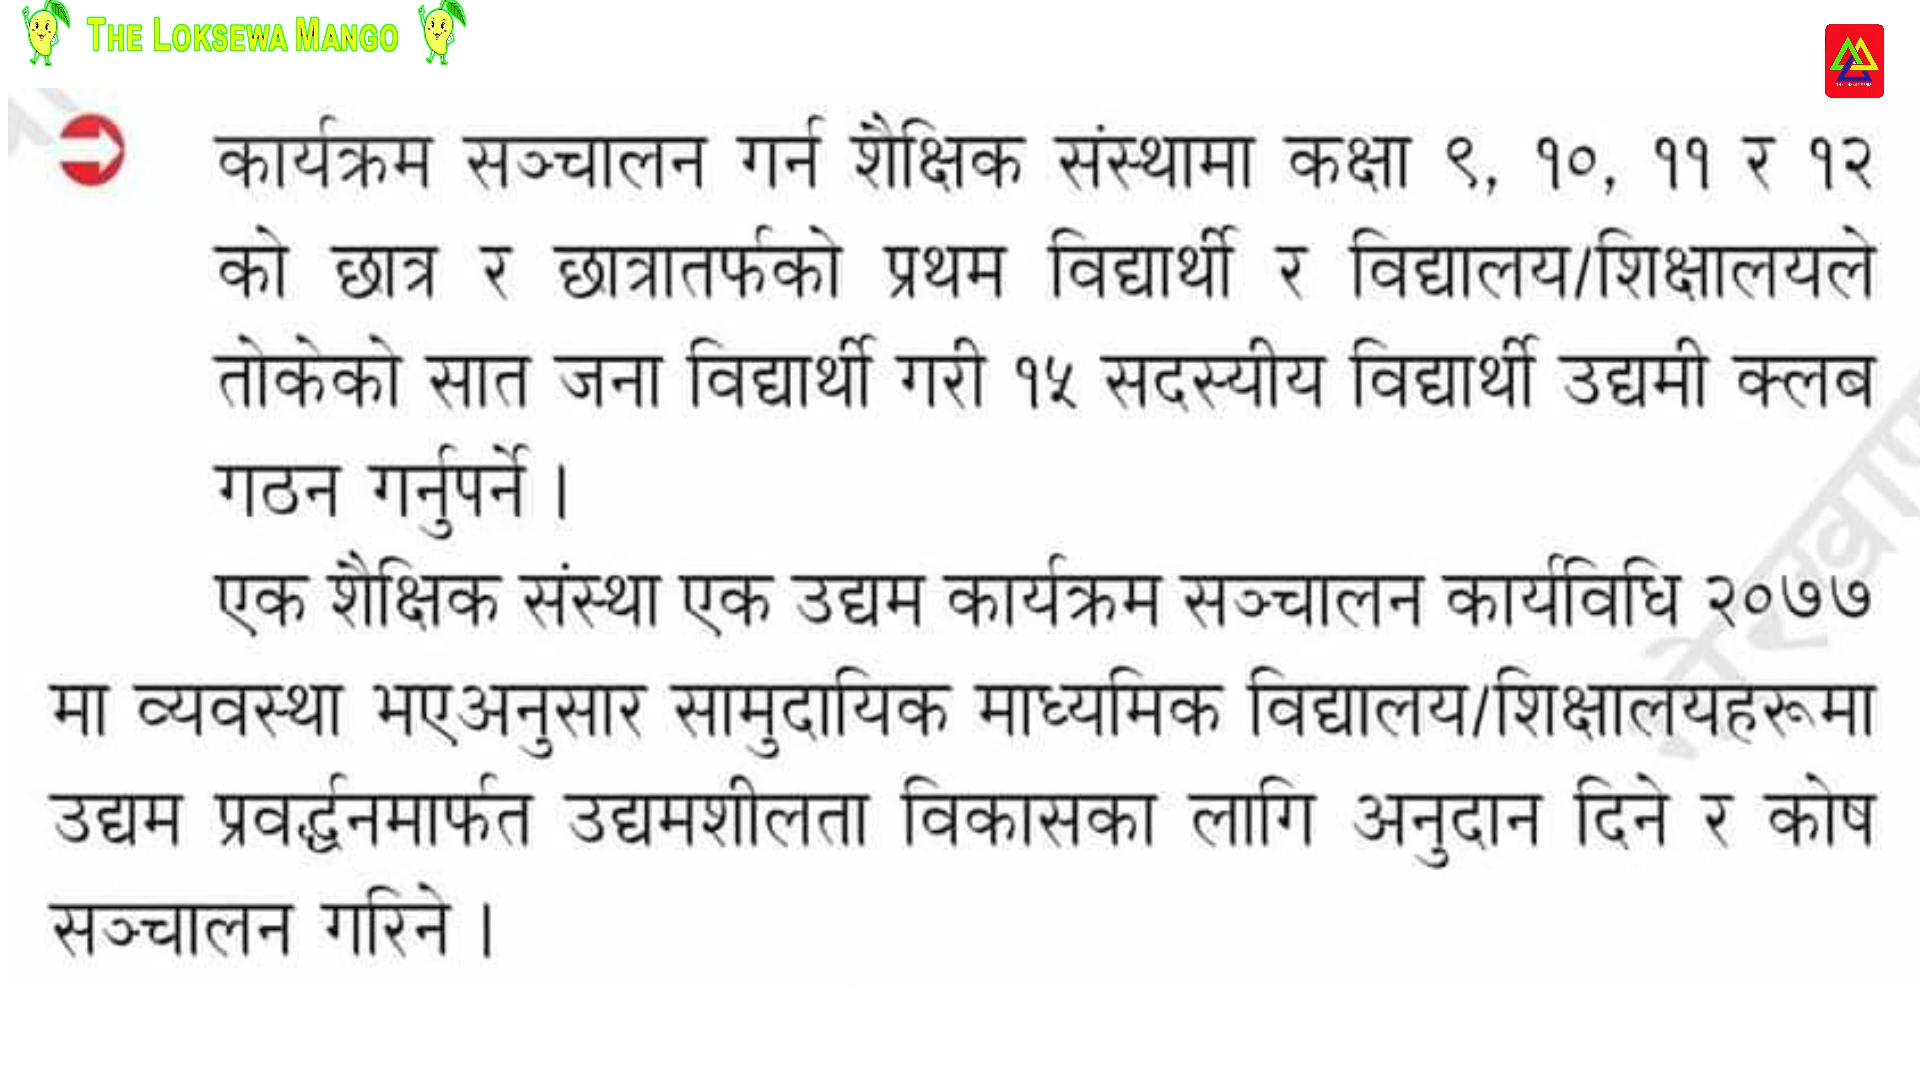 THE LOKSEWA MANGO
कार्यक्रम सञ्चालन गर्न शैक्षिक संस्थामा कक्षा ९, १०, ११ र १२
को छात्र र छात्रातर्फको प्रथम विद्यार्थी र विद्यालय/शिक्षालयले
तोकेको सात जना विद्यार्थी गरी १५ सदस्यीय विद्यार्थी उद्यमी क्लब
गठन गर्नुपर्ने ।
एक शैक्षिक संस्था एक उद्यम कार्यक्रम सञ्चालन कार्यविधि २०७७
मा व्यवस्था भएअनुसार सामुदायिक माध्यमिक विद्यालय/शिक्षालयहरूमा
उद्यम प्रवर्द्धनमार्फत उद्यमशीलता विकासका लागि अनुदान दिने र कोष
सञ्चालन गरिने ।